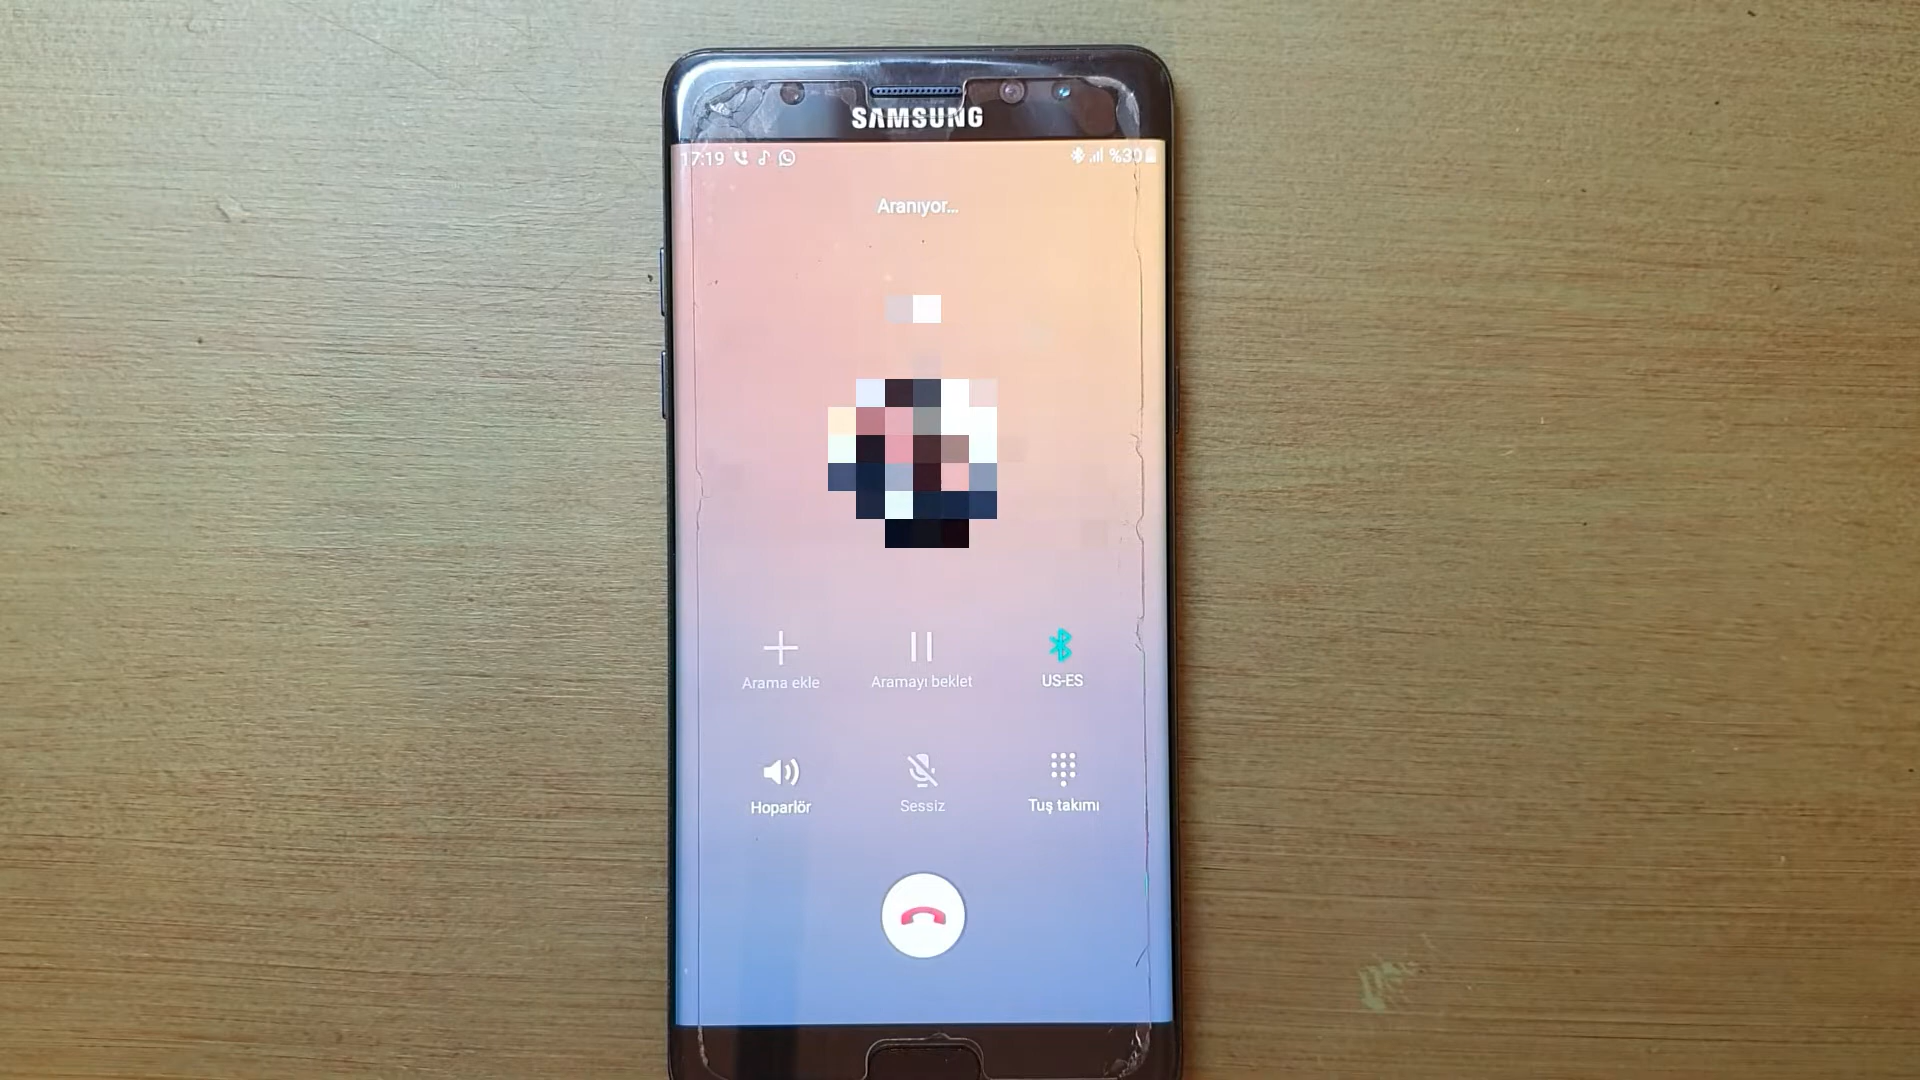 SAMSUNG
17:19 %30
Aranıyor...
Arama ekle Aramayı beklet US-ES
Hoparlör Sessiz Tuş takımı